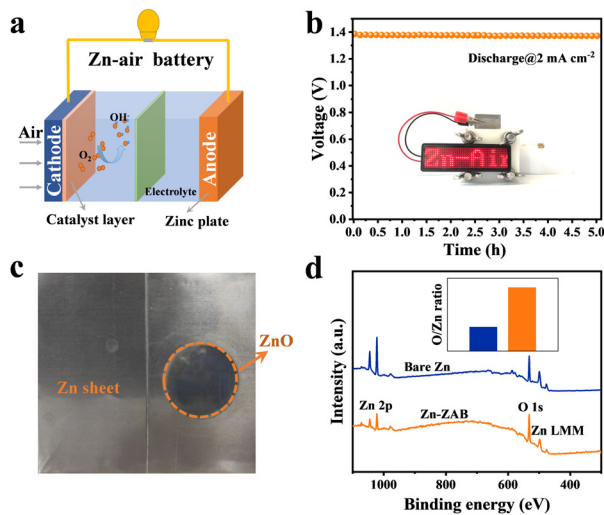 a
Zn-air battery
Air
Cathode
O2
OH-
Electrolyte
Anode
Catalyst layer
Zinc plate
b
Voltage (V)
1.4
1.2
1.0
0.8
0.6
0.4
0.2
0.0
Discharge@2 mA cm-2
Zn-Air
0.0 0.5 1.0 1.5 2.0 2.5 3.0 3.5 4.0 4.5 5.0
Time (h)
c
Zn sheet
ZnO
d
Intensity (a.u.)
O/Zn ratio
Bare Zn
Zn 2p
Zn-ZAB
O 1s
Zn LMM
1000 800 600 400
Binding energy (eV)